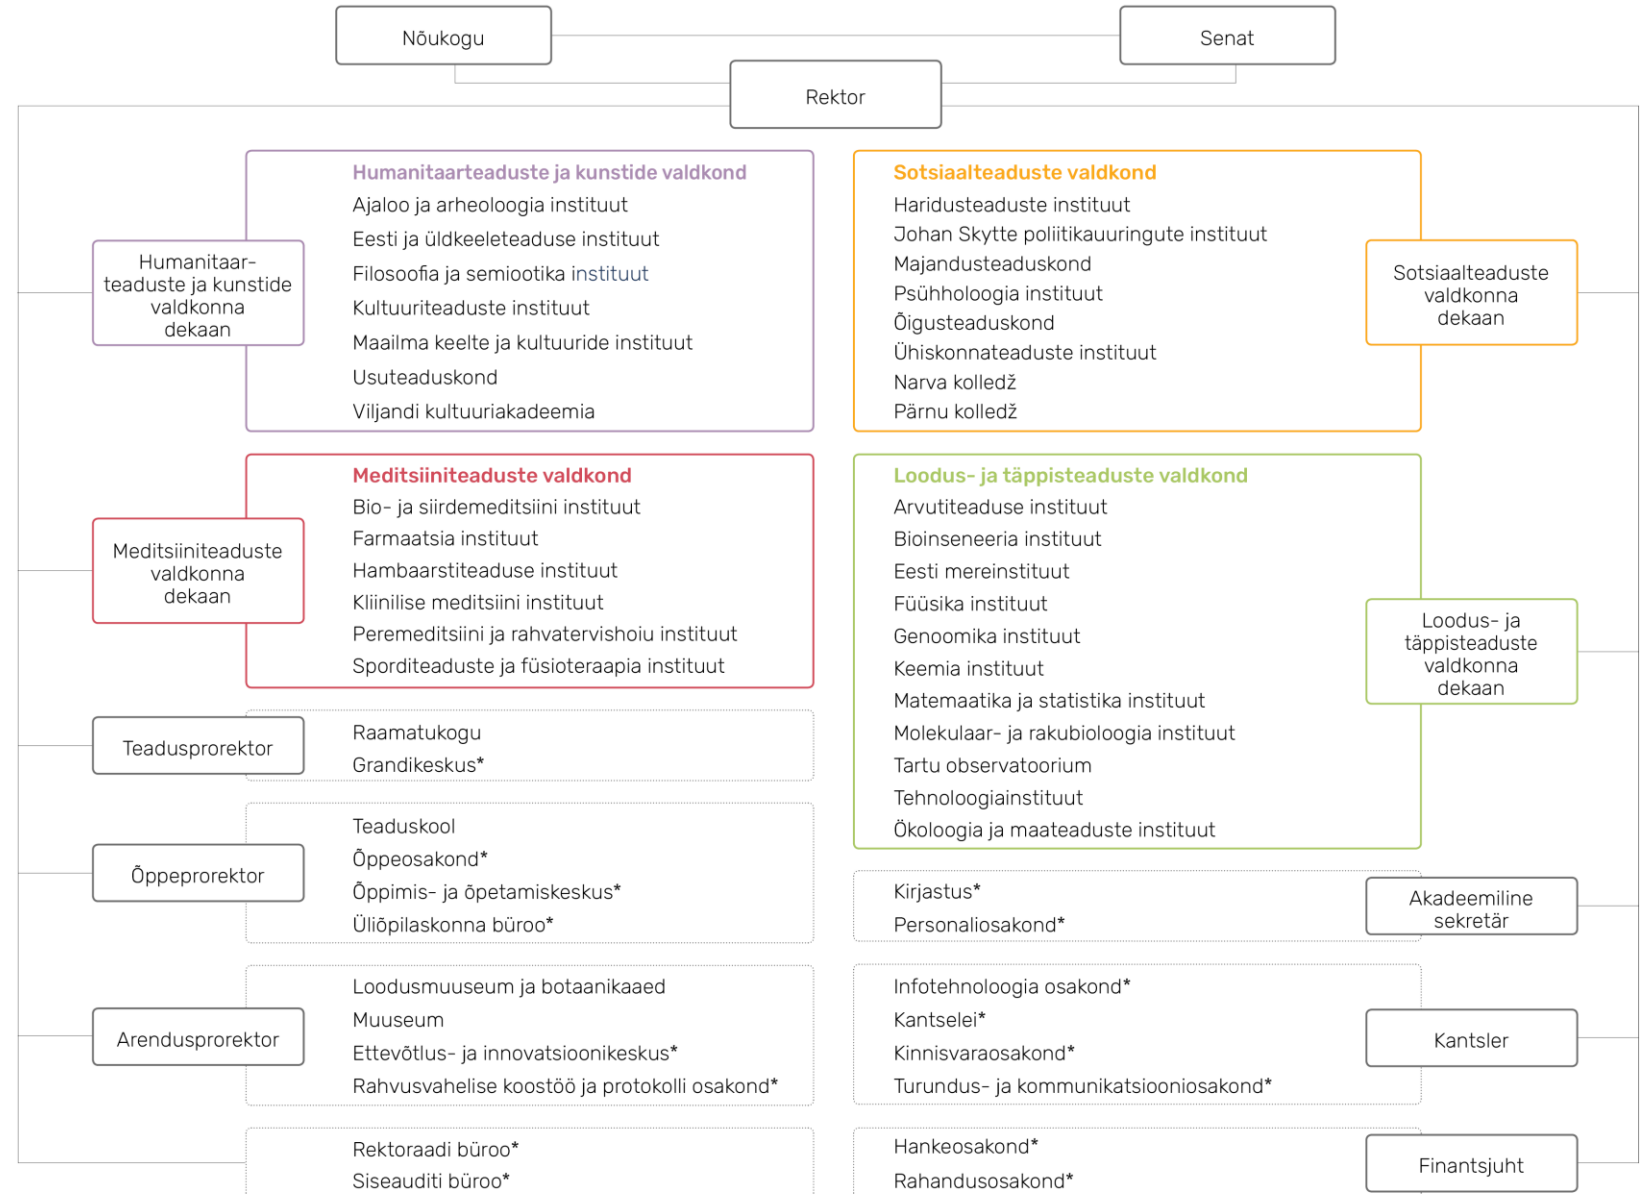 Nõukogu
Senat
Rektor
Humanitaarteaduste ja kunstide valdkond
Ajaloo ja arheoloogia instituut
Eesti ja üldkeeleteaduse instituut
Filosoofia ja semiootika instituut
Kultuuriteaduste instituut
Maailma keelte ja kultuuride instituut
Usuteaduskond
Viljandi kultuuriakadeemia
Humanitaar-
teaduste ja kunstide
valdkonna
dekaan
Sotsiaalteaduste valdkond
Haridusteaduste instituut
Johan Skytte poliitikauuringute instituut
Majandusteaduskond
Psühholoogia instituut
Õigusteaduskond
Ühiskonnateaduste instituut
Narva kolledž
Pärnu kolledž
Sotsiaalteaduste
valdkonna
dekaan
Meditsiiniteaduste valdkond
Bio- ja siirdemeditsiini instituut
Farmaatsia instituut
Hambaarstiteaduse instituut
Kliinilise meditsiini instituut
Peremeditsiini ja rahvatervishoiu instituut
Sporditeaduste ja füsioteraapia instituut
Meditsiiniteaduste
valdkonna
dekaan
Loodus- ja täppisteaduste valdkond
Arvutiteaduse instituut
Bioinseneeria instituut
Eesti mereinstituut
Füüsika instituut
Genoomika instituut
Keemia instituut
Matemaatika ja statistika instituut
Molekulaar- ja rakubioloogia instituut
Tartu observatoorium
Tehnoloogiainstituut
Ökoloogia ja maateaduste instituut
Loodus- ja
täppisteaduste
valdkonna
dekaan
Teadusprorektor
Raamatukogu
Grandikeskus*
Õppeprorektor
Teaduskool
Õppeosakond*
Õppimis- ja õpetamiskeskus*
Üliõpilaskonna büroo*
Kirjastus*
Personaliosakond*
Akadeemiline
sekretär
Arendusprorektor
Loodusmuuseum ja botaanikaaed
Muuseum
Ettevõtlus- ja innovatsioonikeskus*
Rahvusvahelise koostöö ja protokolli osakond*
Infotehnoloogia osakond*
Kantselei*
Kinnisvaraosakond*
Turundus- ja kommunikatsiooniosakond*
Kantsler
Rektoraadi büroo*
Siseauditi büroo*
Hankeosakond*
Rahandusosakond*
Finantsjuht